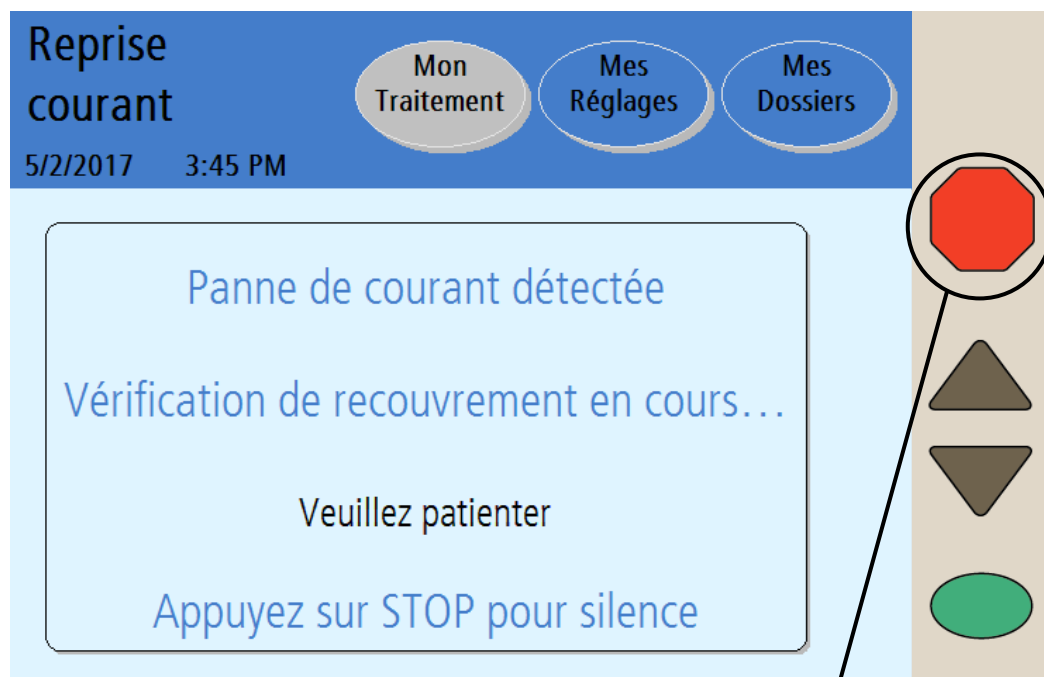 Reprise
courant
5/2/2017 3:45 PM
Mon
Traitement
Mes
Réglages
Mes
Dossiers
Panne de courant détectée
Vérification de recouvrement en cours...
Veuillez patienter
Appuyez sur STOP pour silence